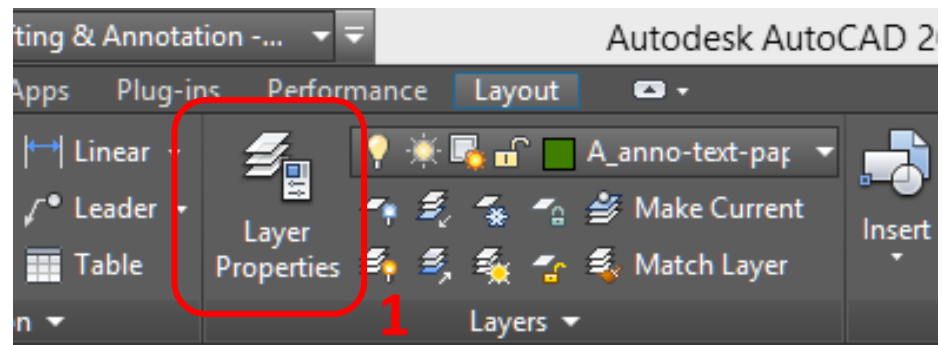 fting & Annotation -... Autodesk AutoCAD 2
Apps Plug-ins Performance Layout
Linear A_anno-text-pap
Leader Layer Properties Make Current Insert
Table Match Layer
1
n Layers